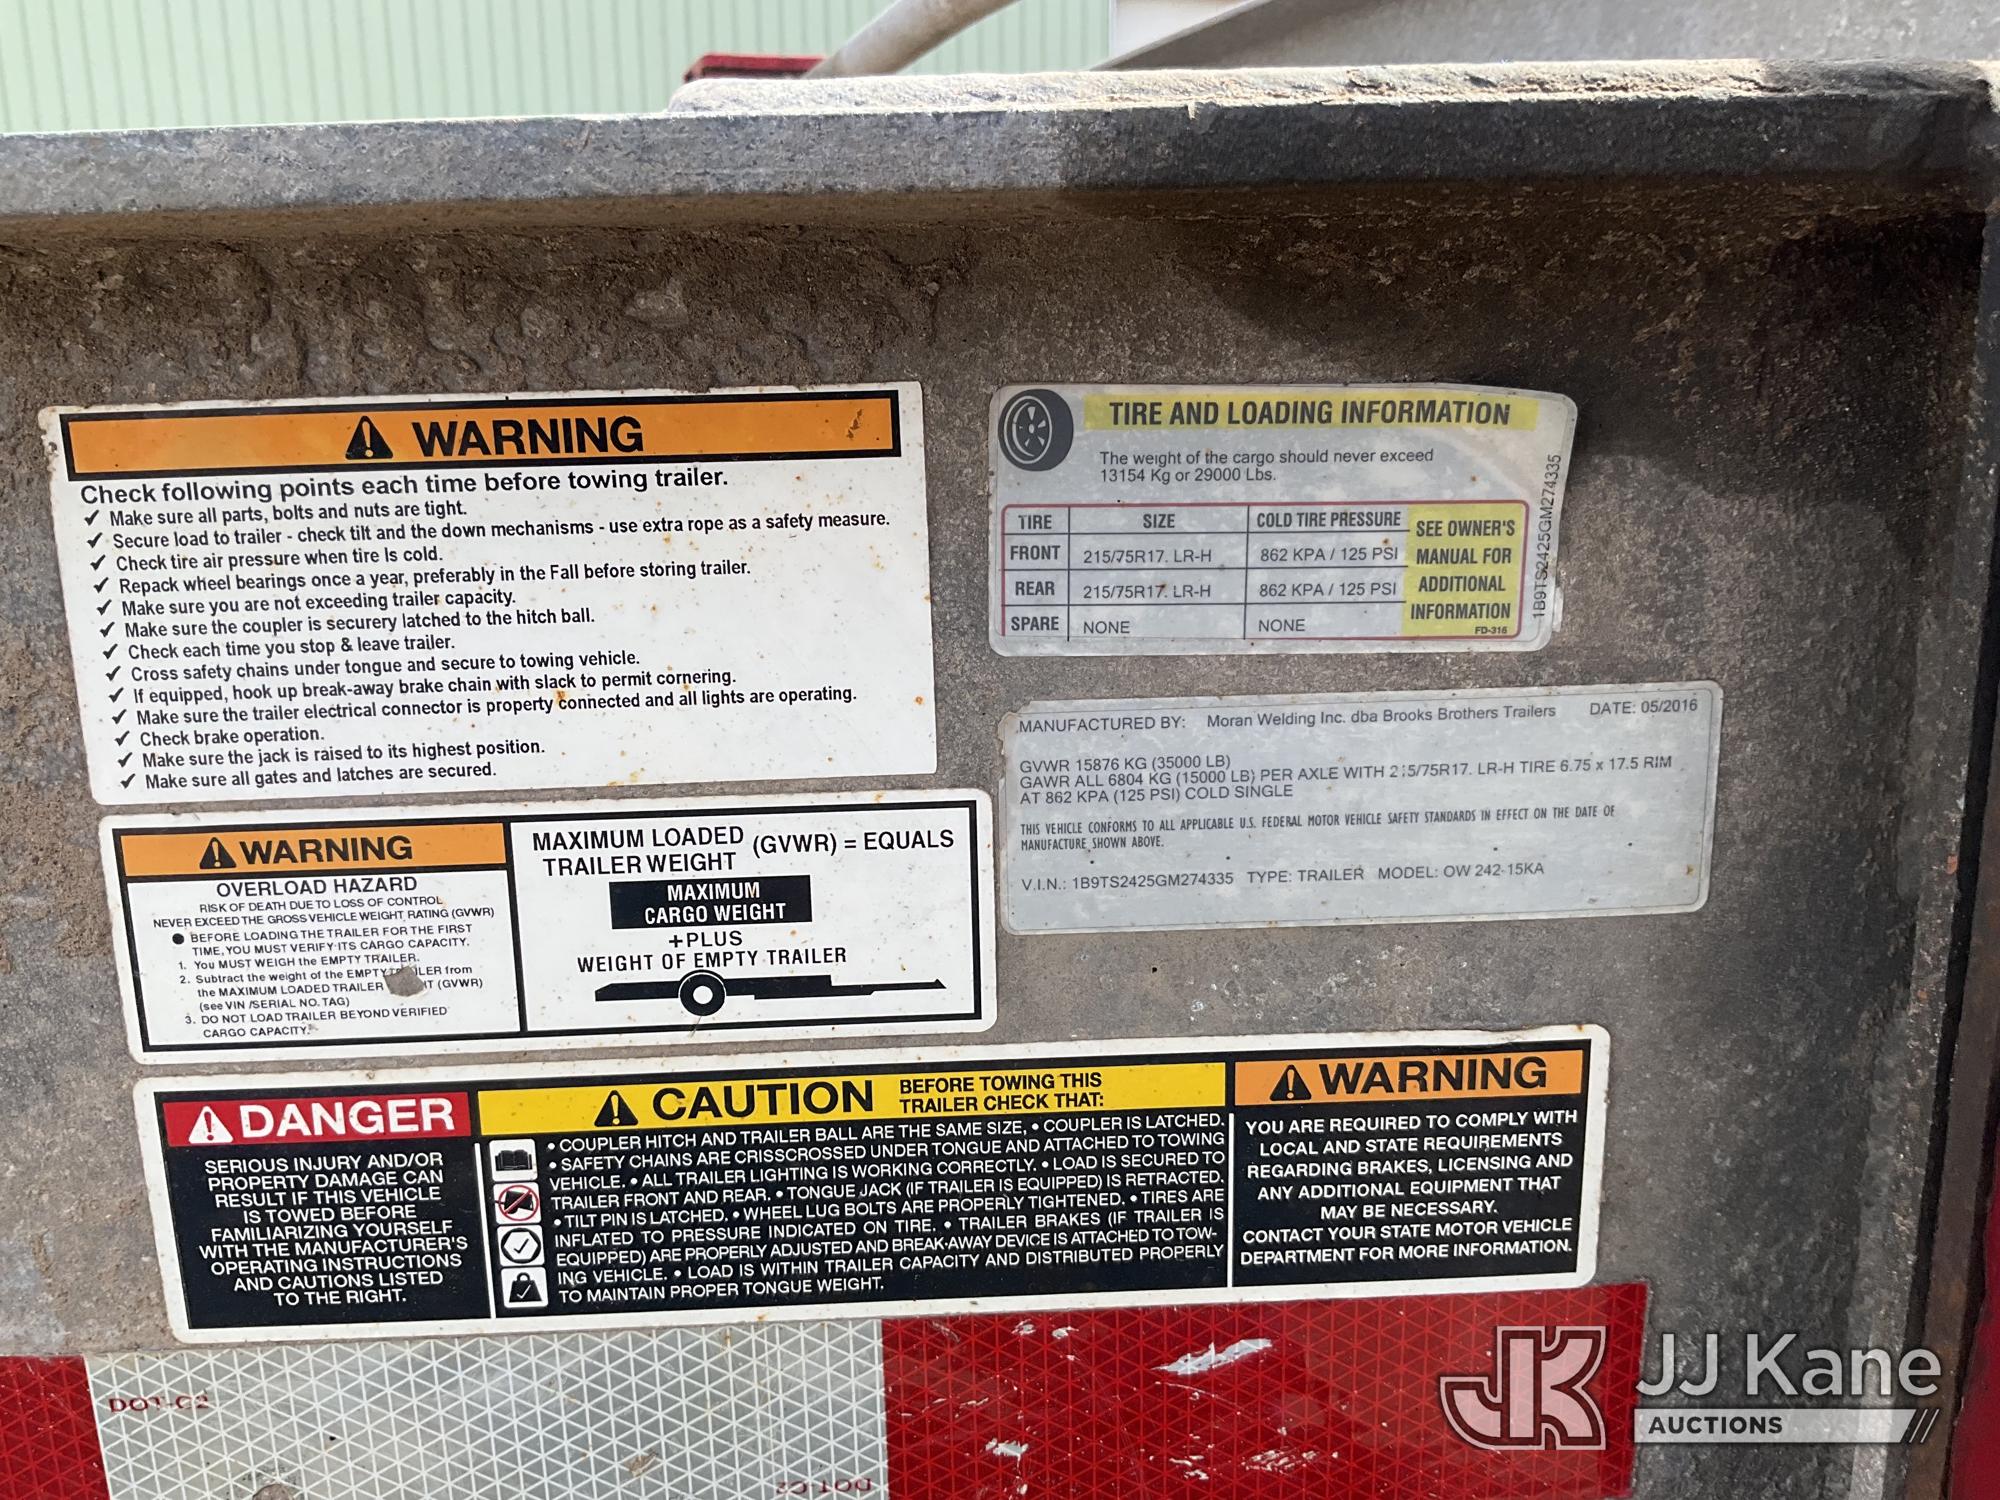 WARNING
Check following points each time before towing trailer.
✓ Make sure all parts, bolts and nuts are tight.
✓ Secure load to trailer - check tilt and the down mechanisms - use extra rope as a safety measure.
✓ Check tire air pressure when tire Is cold.
✓ Repack wheel bearings once a year, preferably in the Fall before storing trailer.
✓ Make sure you are not exceeding trailer capacity.
✓ Make sure the coupler is securery latched to the hitch ball.
✓ Check each time you stop & leave trailer.
✓ Cross safety chains under tongue and secure to towing vehicle.
✓ If equipped, hook up break-away brake chain with slack to permit cornering.
✓ Make sure the trailer electrical connector is property connected and all lights are operating.
✓ Check brake operation.
✓ Make sure the jack is raised to its highest position.
✓ Make sure all gates and latches are secured.
TIRE AND LOADING INFORMATION
The weight of the cargo should never exceed
13154 Kg or 29000 Lbs.
TIRE SIZE COLD TIRE PRESSURE
FRONT 215/75R17. LR-H 862 KPA / 125 PSI
REAR 215/75R17. LR-H 862 KPA / 125 PSI
SPARE NONE NONE
SEE OWNER'S
MANUAL FOR
ADDITIONAL
INFORMATION
FD-316
1B9TS2425GM274335
MANUFACTURED BY: Moran Welding Inc. dba Brooks Brothers Trailers DATE: 05/2016
GVWR 15876 KG (35000 LB)
GAWR ALL 6804 KG (15000 LB) PER AXLE WITH 215/75R17. LR-H TIRE 6.75 x 17.5 RIM
AT 862 KPA (125 PSI) COLD SINGLE
THIS VEHICLE CONFORMS TO ALL APPLICABLE U.S. FEDERAL MOTOR VEHICLE SAFETY STANDARDS IN EFFECT ON THE DATE OF
MANUFACTURE SHOWN ABOVE.
V.I.N.: 1B9TS2425GM274335 TYPE: TRAILER MODEL: OW 242-15KA
WARNING
OVERLOAD HAZARD
RISK OF DEATH DUE TO LOSS OF CONTROL
NEVER EXCEED THE GROSS VEHICLE WEIGHT RATING (GVWR)
● BEFORE LOADING THE TRAILER FOR THE FIRST
TIME, YOU MUST VERIFY ITS CARGO CAPACITY.
1. You MUST WEIGH the EMPTY TRAILER.
2. Subtract the weight of the EMPTY from
the MAXIMUM LOADED TRAILER (GVWR)
(see VIN /SERIAL NO. TAG)
3. DO NOT LOAD TRAILER BEYOND VERIFIED
CARGO CAPACITY.
MAXIMUM LOADED
TRAILER WEIGHT (GVWR) = EQUALS
MAXIMUM
CARGO WEIGHT
+PLUS
WEIGHT OF EMPTY TRAILER
DANGER
SERIOUS INJURY AND/OR
PROPERTY DAMAGE CAN
RESULT IF THIS VEHICLE
IS TOWED BEFORE
FAMILIARIZING YOURSELF
WITH THE MANUFACTURER'S
OPERATING INSTRUCTIONS
AND CAUTIONS LISTED
TO THE RIGHT.
CAUTION BEFORE TOWING THIS
TRAILER CHECK THAT:
• COUPLER HITCH AND TRAILER BALL ARE THE SAME SIZE, • COUPLER IS LATCHED.
• SAFETY CHAINS ARE CRISSCROSSED UNDER TONGUE AND ATTACHED TO TOWING
VEHICLE. • ALL TRAILER LIGHTING IS WORKING CORRECTLY. • LOAD IS SECURED TO
TRAILER FRONT AND REAR. • TONGUE JACK (IF TRAILER IS EQUIPPED) IS RETRACTED.
• TILT PIN IS LATCHED. • WHEEL LUG BOLTS ARE PROPERLY TIGHTENED. • TIRES ARE
INFLATED TO PRESSURE INDICATED ON TIRE. • TRAILER BRAKES (IF TRAILER IS
EQUIPPED) ARE PROPERLY ADJUSTED AND BREAK-AWAY DEVICE IS ATTACHED TO TOW-
ING VEHICLE. • LOAD IS WITHIN TRAILER CAPACITY AND DISTRIBUTED PROPERLY
TO MAINTAIN PROPER TONGUE WEIGHT.
WARNING
YOU ARE REQUIRED TO COMPLY WITH
LOCAL AND STATE REQUIREMENTS
REGARDING BRAKES, LICENSING AND
ANY ADDITIONAL EQUIPMENT THAT
MAY BE NECESSARY.
CONTACT YOUR STATE MOTOR VEHICLE
DEPARTMENT FOR MORE INFORMATION.
DOT-C2
DOT-C2
JK JJ Kane
AUCTIONS